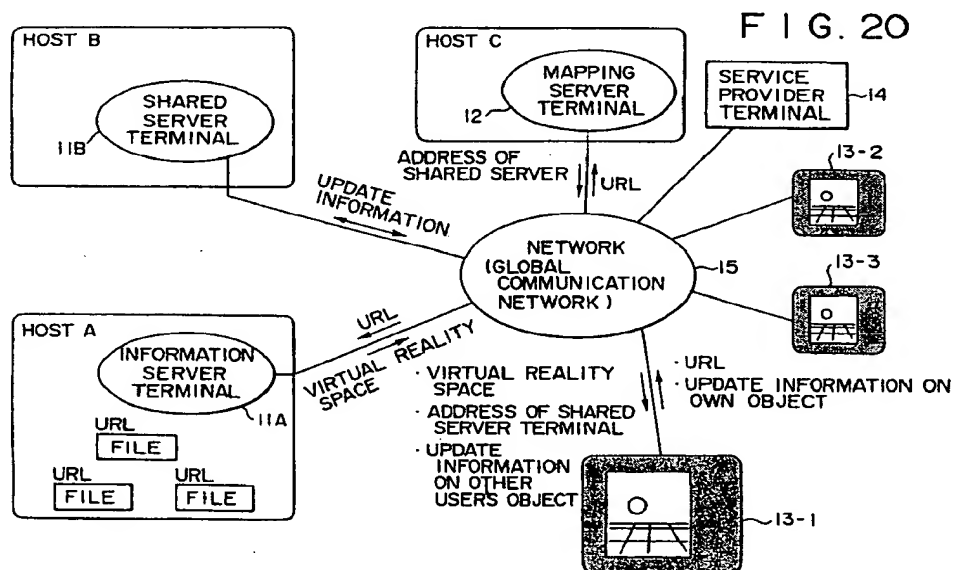 FIG. 20
HOST B
SHARED
SERVER
TERMINAL
11B
HOST C
MAPPING
SERVER
TERMINAL
12
SERVICE
PROVIDER
TERMINAL
14
ADDRESS OF
SHARED SERVER
URL
13-2
UPDATE
INFORMATION
NETWORK
(GLOBAL
COMMUNICATION
NETWORK)
15
13-3
HOST A
INFORMATION
SERVER
TERMINAL
11A
URL
FILE
URL
FILE
URL
FILE
URL
VIRTUAL REALITY
SPACE
· VIRTUAL REALITY
SPACE
· ADDRESS OF SHARED
SERVER TERMINAL
· UPDATE
INFORMATION
ON OTHER
USER'S OBJECT
· URL
· UPDATE INFORMATION ON
OWN OBJECT
13-1